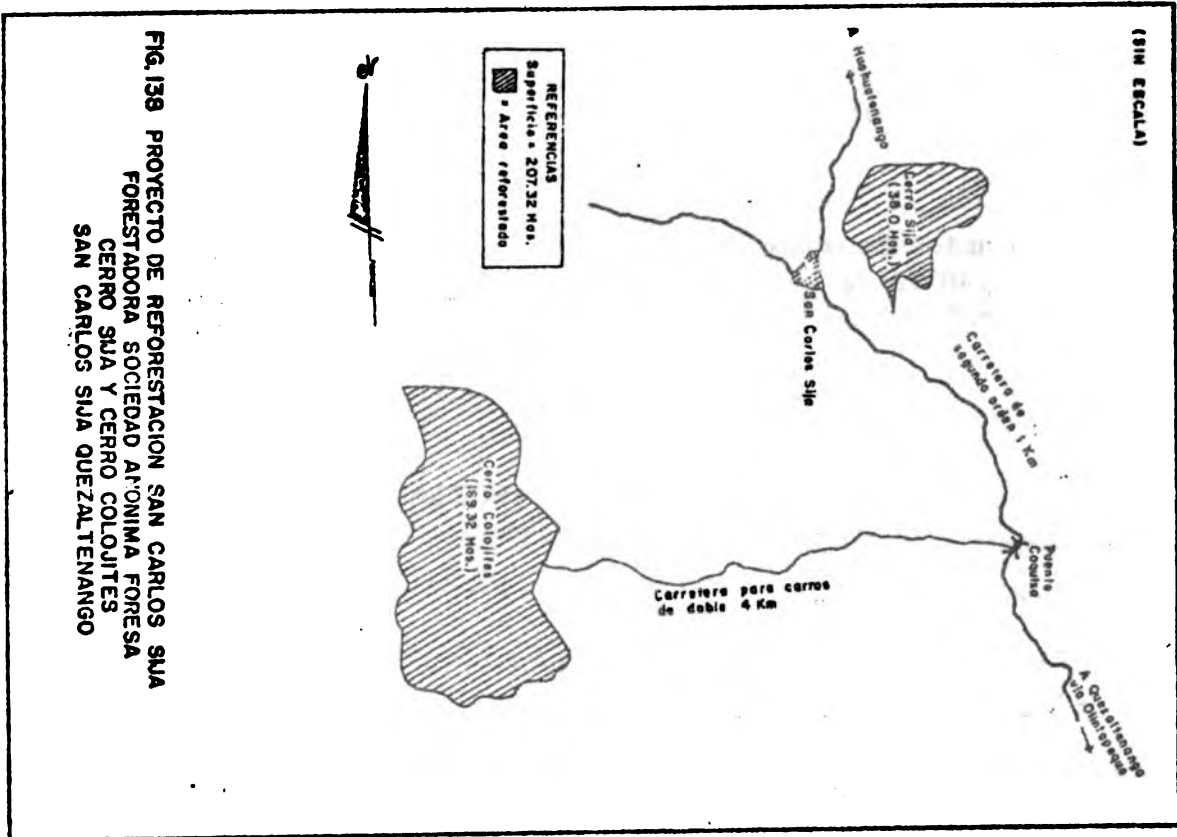 (SIN ESCALA)
A Huehuetenango
Cerro Sija
(38.0 Has.)
San Carlos Sija
Carretera de
segundo orden 1 Km
Puente
A Quezaltenango
vía Olintepeque
Carretera para carros
de doble 4 Km
Cerro Colojites
(169.32 Has.)
REFERENCIAS
Superficie = 207.32 Has.
= Area reforestada
FIG. 138 PROYECTO DE REFORESTACION SAN CARLOS SIJA
FORESTADORA SOCIEDAD ANONIMA FORESA
CERRO SIJA Y CERRO COLOJITES
SAN CARLOS SIJA QUEZALTENANGO